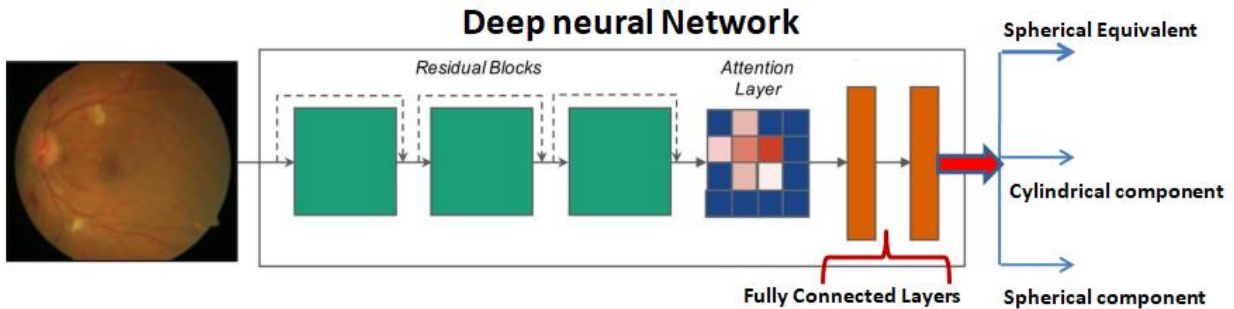 Deep neural Network
Residual Blocks
Attention
Layer
Spherical Equivalent
Cylindrical component
Fully Connected Layers
Spherical component